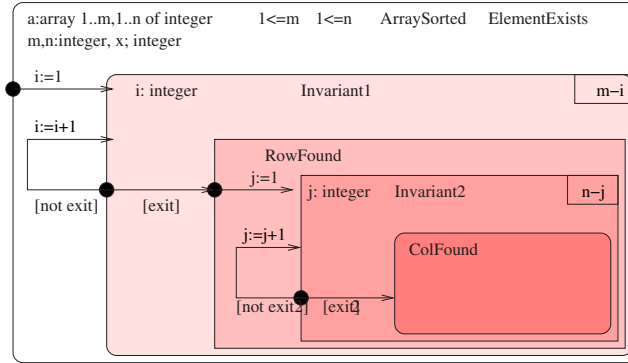 a:array 1..m,1..n of integer 1<=m 1<=n ArraySorted ElementExists
m,n:integer, x; integer
i:=1
i: integer Invariant1 m−i
i:=i+1
RowFound
j:=1
j: integer Invariant2 n−j
[not exit] [exit]
j:=j+1
ColFound
[not exit2] [exit2